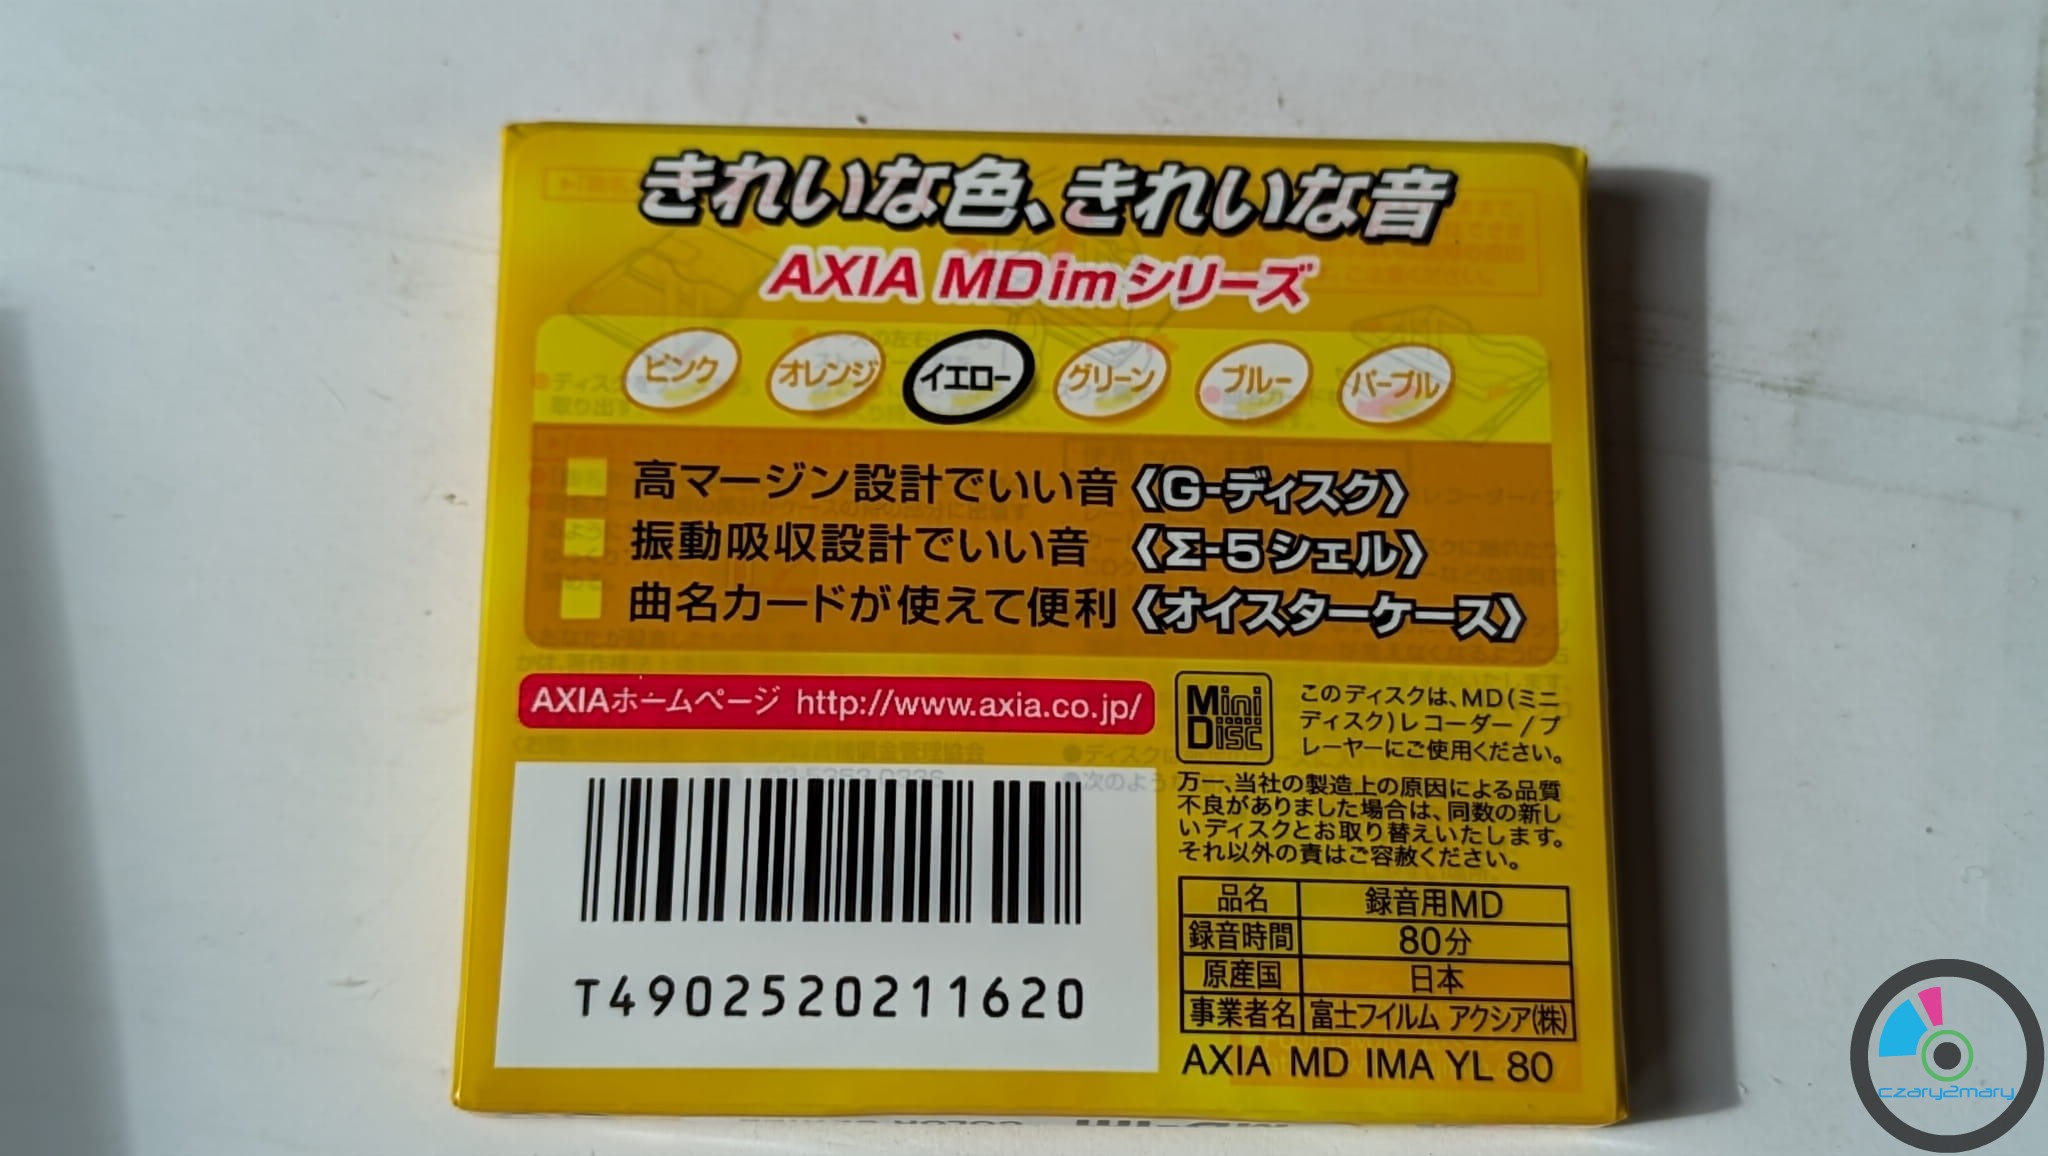 きれいな色、きれいな音
AXIA MD im シリーズ
ピンク オレンジ イエロー グリーン ブルー パープル
高マージン設計でいい音《G-ディスク》
振動吸収設計でいい音《Σ-5シェル》
曲名カードが使えて便利《オイスターケース》
AXIAホームページ http://www.axia.co.jp/
Mini
Disc
このディスクは、MD(ミニ
ディスク)レコーダー/プ
レーヤーにご使用ください。
万一、当社の製造上の原因による品質
不良がありました場合は、同数の新し
いディスクとお取り替えいたします。
それ以外の責はご容赦ください。
T4902520211620
品名 録音用MD
録音時間 80分
原産国 日本
事業者名 富士フイルム アクシア(株)
AXIA MD IMA YL 80
czary2mary